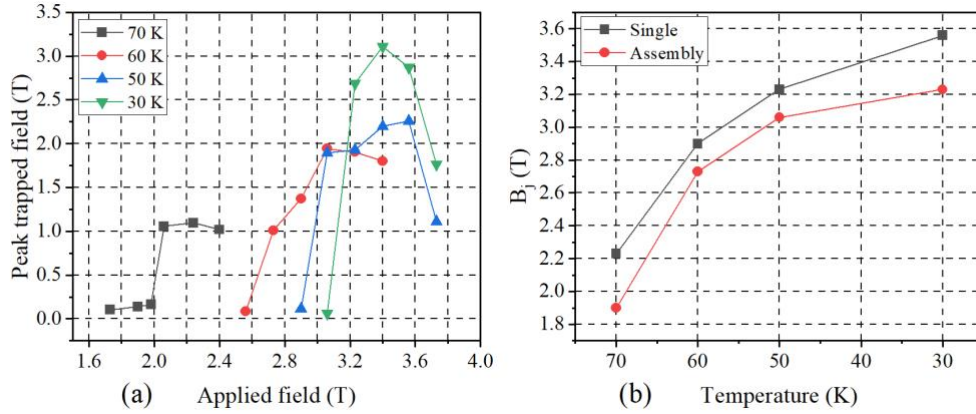 3.5
3.0
2.5
2.0
1.5
1.0
0.5
0.0
Peak trapped field (T)
70 K
60 K
50 K
30 K
1.6 2.0 2.4 2.8 3.2 3.6 4.0
(a) Applied field (T)
3.6
3.4
3.2
3.0
2.8
2.6
2.4
2.2
2.0
1.8
Bj (T)
Single
Assembly
70 60 50 40 30
(b) Temperature (K)